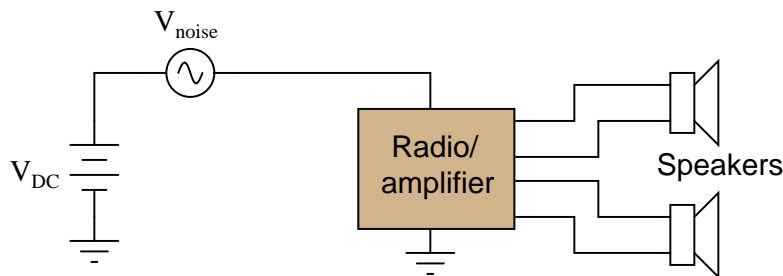 V_noise
V_DC
Radio/
amplifier
Speakers